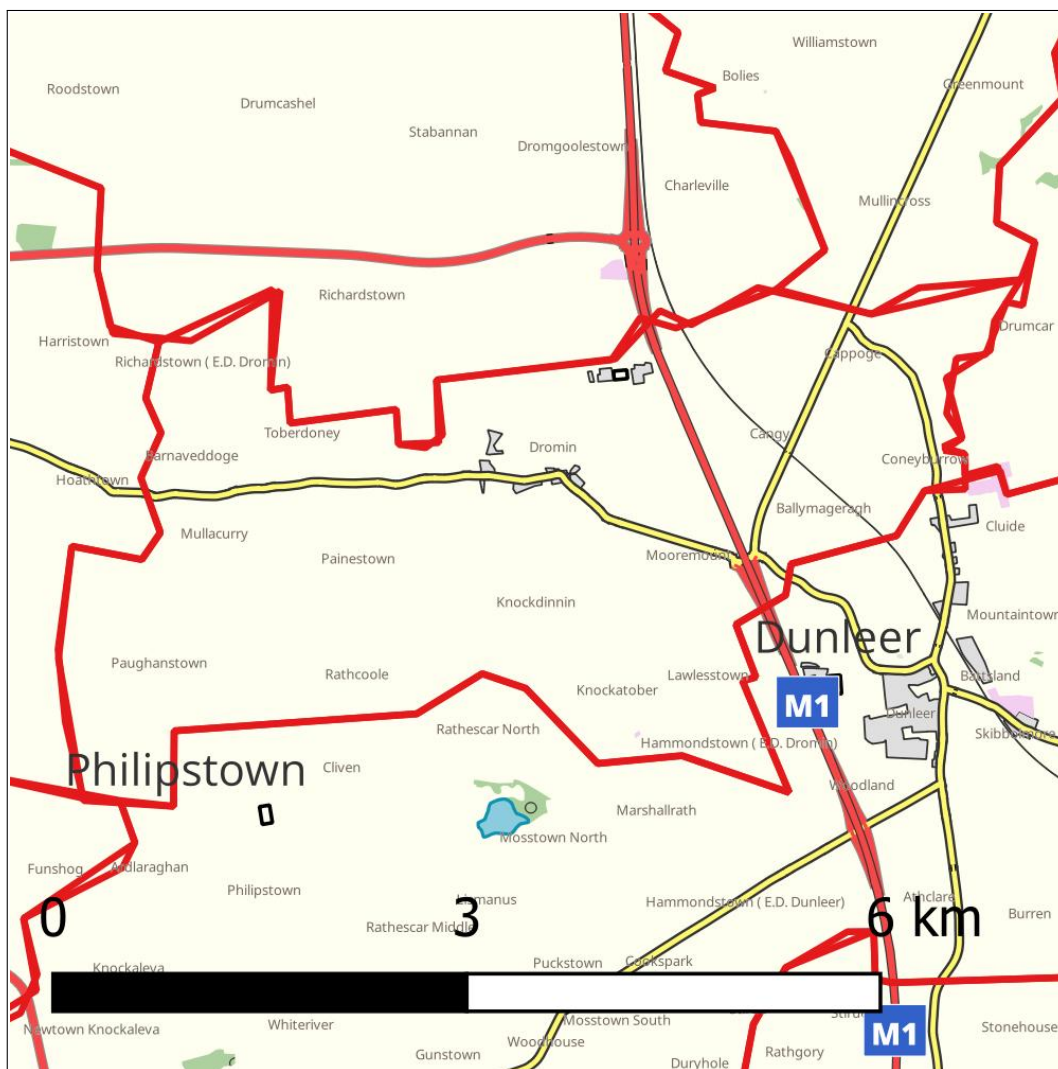 Williamstown
Bolies
Roodstown
Greenmount
Drumcashel
Stabannan
Dromgoolestown
Charleville
Mullincross
Richardstown
Harristown
Drumcar
Richardstown ( E.D. Dromin)
Cappoge
Toberdoney
Cangy
Dromin
Barnaveddoge
Coneyburrow
Hoathtown
Ballymageragh
Mullacurry
Cluide
Painestown
Mooremount
Knockdinnin
Mountaintown
Dunleer
Paughanstown
Rathcoole
Lawlesstown
Battsland
Knockatober
M1
Dunleer
Rathescar North
Skibbolmore
Hammondstown ( E.D. Dromin)
Philipstown
Cliven
Woodland
Marshallrath
Mosstown North
Funshog
Ardlaraghan
Philipstown
Lismanus
Hammondstown ( E.D. Dunleer)
Athclare
Burren
0 3 6 km
Rathescar Middle
Puckstown
Cookspark
Knockaleva
Newtown Knockaleva
Whiteriver
Mosstown South
M1
Stonehouse
Woodhouse
Gunstown
Rathgory
Duryhole